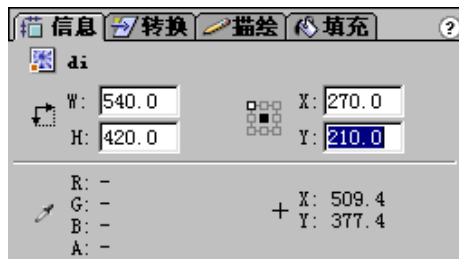 信息 转换 描绘 填充 ?
di
W: 540.0 X: 270.0
H: 420.0 Y: 210.0
R: -
G: - X: 509.4
B: - Y: 377.4
A: -